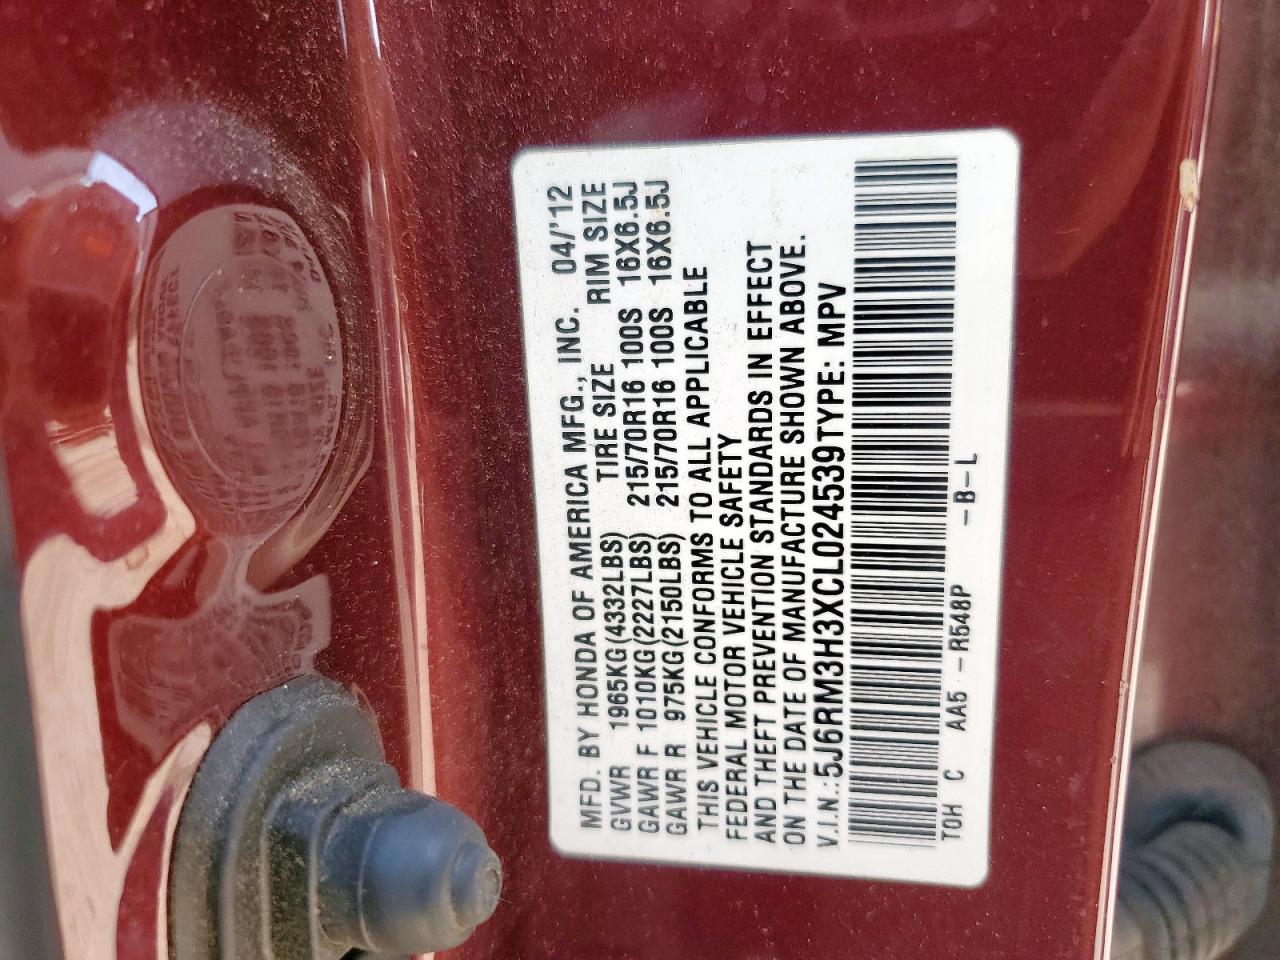 MFD. BY HONDA OF AMERICA MFG., INC. 04/'12
GVWR 1965KG(4332LBS) TIRE SIZE RIM SIZE
GAWR F 1010KG(2227LBS) 215/70R16 100S 16X6.5J
GAWR R 975KG(2150LBS) 215/70R16 100S 16X6.5J
THIS VEHICLE CONFORMS TO ALL APPLICABLE
FEDERAL MOTOR VEHICLE SAFETY
AND THEFT PREVENTION STANDARDS IN EFFECT
ON THE DATE OF MANUFACTURE SHOWN ABOVE.
V.I.N.:5J6RM3H3XCL024539TYPE: MPV
TOH C AA5 -R548P -B-L